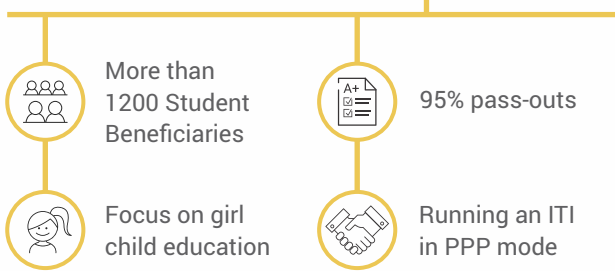 More than
1200 Student
Beneficiaries
A+
95% pass-outs
Focus on girl
child education
Running an ITI
in PPP mode